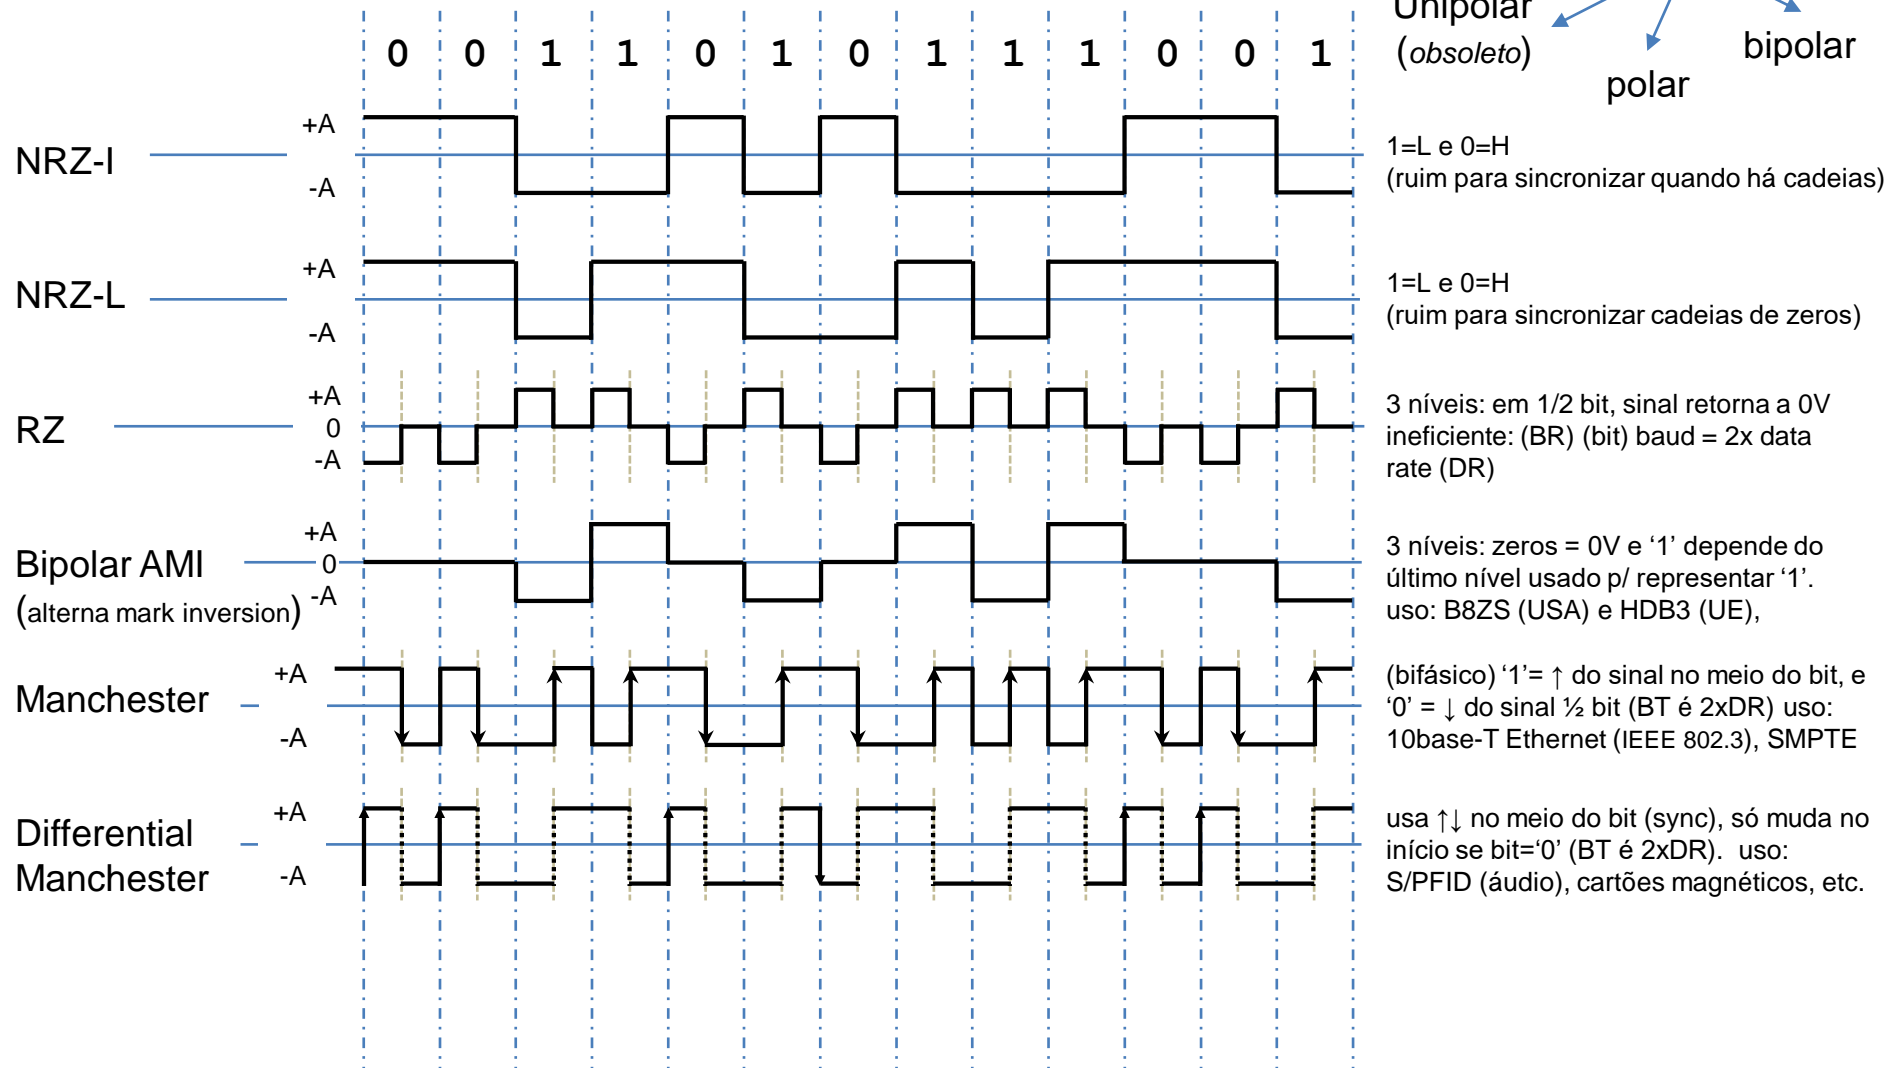 Unipolar
(obsoleto)
polar
bipolar
0 0 1 1 0 1 0 1 1 1 0 0 1
NRZ-I
+A
-A
1=L e 0=H
(ruim para sincronizar quando há cadeias)
NRZ-L
+A
-A
1=L e 0=H
(ruim para sincronizar cadeias de zeros)
RZ
+A
0
-A
3 níveis: em 1/2 bit, sinal retorna a 0V
ineficiente: (BR) (bit) baud = 2x data
rate (DR)
Bipolar AMI
(alterna mark inversion)
+A
0
-A
3 níveis: zeros = 0V e ‘1’ depende do
último nível usado p/ representar ‘1’.
uso: B8ZS (USA) e HDB3 (UE),
Manchester
+A
-A
(bifásico) ‘1’= ↑ do sinal no meio do bit, e
‘0’ = ↓ do sinal ½ bit (BT é 2xDR) uso:
10base-T Ethernet (IEEE 802.3), SMPTE
Differential
Manchester
+A
-A
usa ↑↓ no meio do bit (sync), só muda no
início se bit=‘0’ (BT é 2xDR). uso:
S/PFID (áudio), cartões magnéticos, etc.